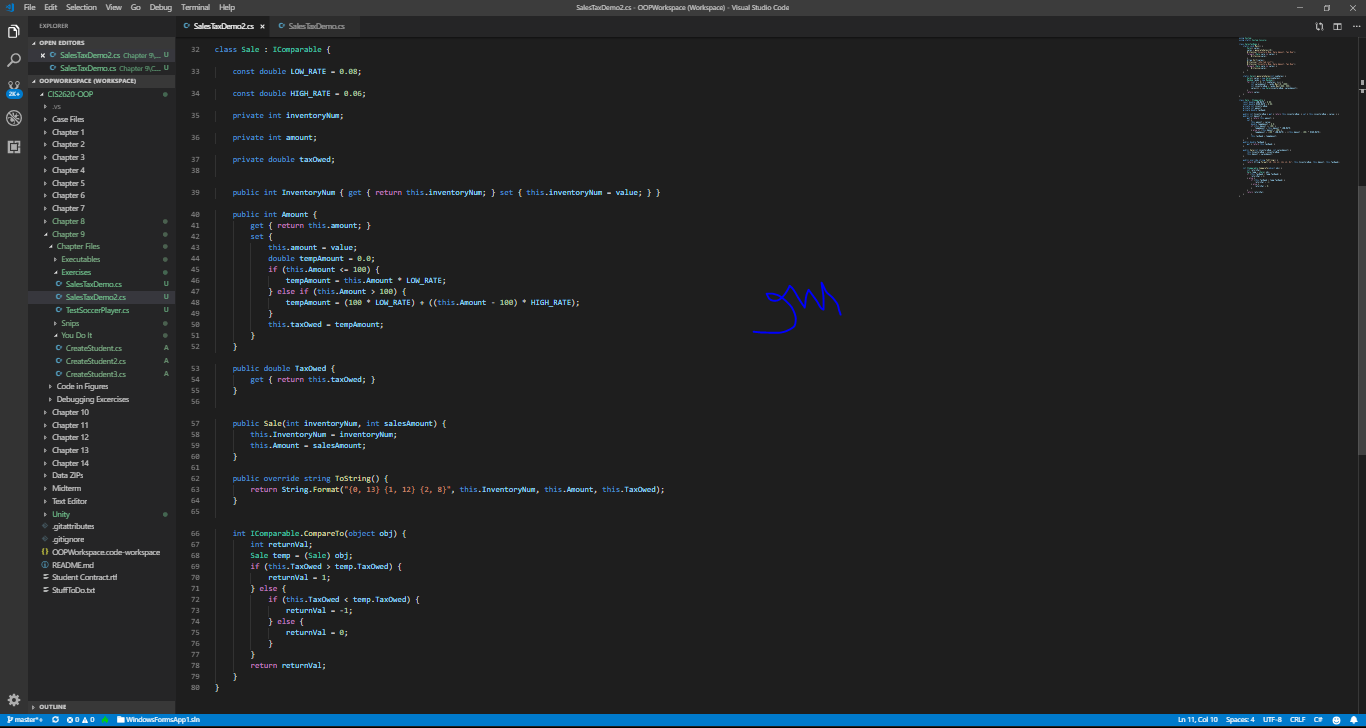 File Edit Selection View Go Debug Terminal Help
SalesTaxDemo2.cs - OOPWorkspace (Workspace) - Visual Studio Code
EXPLORER
OPEN EDITORS
SalesTaxDemo2.cs Chapter 9\... U
SalesTaxDemo.cs Chapter 9\C... U
OOPWORKSPACE (WORKSPACE)
CIS2620-OOP
.vs
Case Files
Chapter 1
Chapter 2
Chapter 3
Chapter 4
Chapter 5
Chapter 6
Chapter 7
Chapter 8
Chapter 9
Chapter Files
Executables
Exercises
SalesTaxDemo.cs U
SalesTaxDemo2.cs U
TestSoccerPlayer.cs U
Snips
You Do It
CreateStudent.cs A
CreateStudent2.cs A
CreateStudent3.cs A
Code in Figures
Debugging Excercises
Chapter 10
Chapter 11
Chapter 12
Chapter 13
Chapter 14
Data ZIPs
Midterm
Text Editor
Unity
.gitattributes
.gitignore
OOPWorkspace.code-workspace
README.md
Student Contract.rtf
StuffToDo.txt
OUTLINE
2K+
SalesTaxDemo2.cs SalesTaxDemo.cs
32 class Sale : IComparable {
33 const double LOW_RATE = 0.08;
34 const double HIGH_RATE = 0.06;
35 private int inventoryNum;
36 private int amount;
37 private double taxOwed;
38
39 public int InventoryNum { get { return this.inventoryNum; } set { this.inventoryNum = value; } }
40 public int Amount {
41 get { return this.amount; }
42 set {
43 this.amount = value;
44 double tempAmount = 0.0;
45 if (this.Amount <= 100) {
46 tempAmount = this.Amount * LOW_RATE;
47 } else if (this.Amount > 100) {
48 tempAmount = (100 * LOW_RATE) + ((this.Amount - 100) * HIGH_RATE);
49 }
50 this.taxOwed = tempAmount;
51 }
52 }
53 public double TaxOwed {
54 get { return this.taxOwed; }
55 }
56
57 public Sale(int inventoryNum, int salesAmount) {
58 this.InventoryNum = inventoryNum;
59 this.Amount = salesAmount;
60 }
61
62 public override string ToString() {
63 return String.Format("{0, 13} {1, 12} {2, 8}", this.InventoryNum, this.Amount, this.TaxOwed);
64 }
65
66 int IComparable.CompareTo(object obj) {
67 int returnVal;
68 Sale temp = (Sale) obj;
69 if (this.TaxOwed > temp.TaxOwed) {
70 returnVal = 1;
71 } else {
72 if (this.TaxOwed < temp.TaxOwed) {
73 returnVal = -1;
74 } else {
75 returnVal = 0;
76 }
77 }
78 return returnVal;
79 }
80 }
master*+ 0 0 WindowsFormsApp1.sln
Ln 11, Col 10 Spaces: 4 UTF-8 CRLF C#